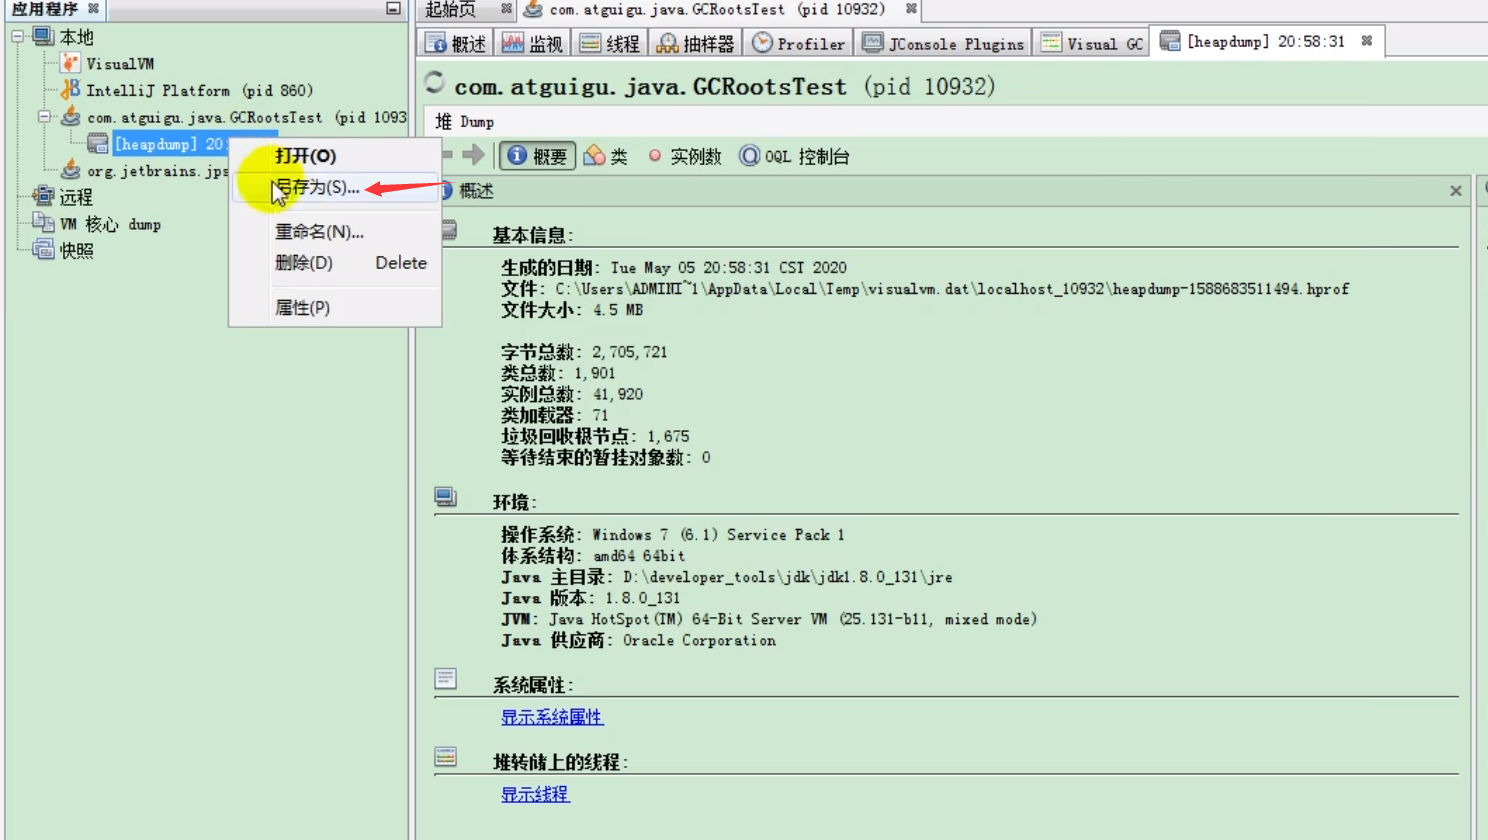 应用程序
本地
VisualVM
IntelliJ Platform (pid 860)
com.atguigu.java.GCRootsTest (pid 1093
[heapdump] 20:
org.jetbrains.jps
远程
VM 核心 dump
快照
打开(O)
另存为(S)...
重命名(N)...
删除(D) Delete
属性(P)
起始页
com.atguigu.java.GCRootsTest (pid 10932)
概述 监视 线程 抽样器 Profiler JConsole Plugins Visual GC [heapdump] 20:58:31
com.atguigu.java.GCRootsTest (pid 10932)
堆 Dump
概要 类 实例数 OQL 控制台
概述
基本信息:
生成的日期: Tue May 05 20:58:31 CST 2020
文件: C:\Users\ADMINI~1\AppData\Local\Temp\visualvm.dat\localhost_10932\heapdump-1588683511494.hprof
文件大小: 4.5 MB
字节总数: 2,705,721
类总数: 1,901
实例总数: 41,920
类加载器: 71
垃圾回收根节点: 1,675
等待结束的暂挂对象数: 0
环境:
操作系统: Windows 7 (6.1) Service Pack 1
体系结构: amd64 64bit
Java 主目录: D:\developer_tools\jdk\jdk1.8.0_131\jre
Java 版本: 1.8.0_131
JVM: Java HotSpot(TM) 64-Bit Server VM (25.131-b11, mixed mode)
Java 供应商: Oracle Corporation
系统属性:
显示系统属性
堆转储上的线程:
显示线程